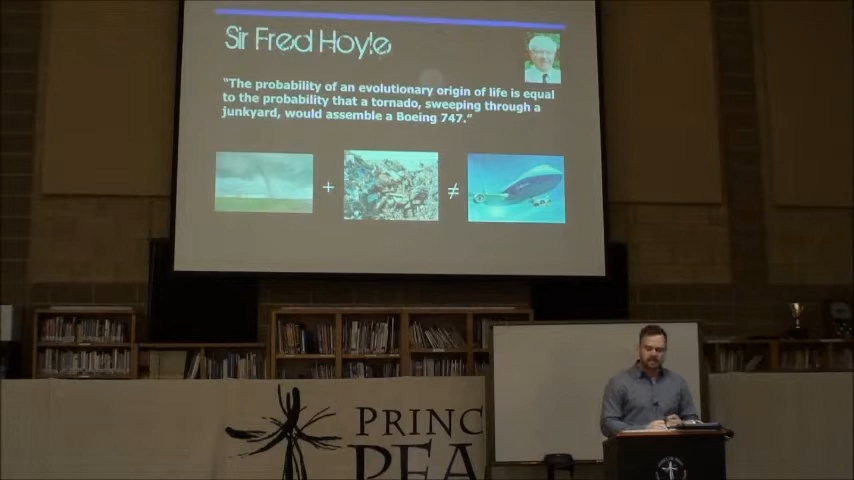 Sir Fred Hoyle
"The probability of an evolutionary origin of life is equal
to the probability that a tornado, sweeping through a
junkyard, would assemble a Boeing 747."
+ ≠
PRINC
PEA